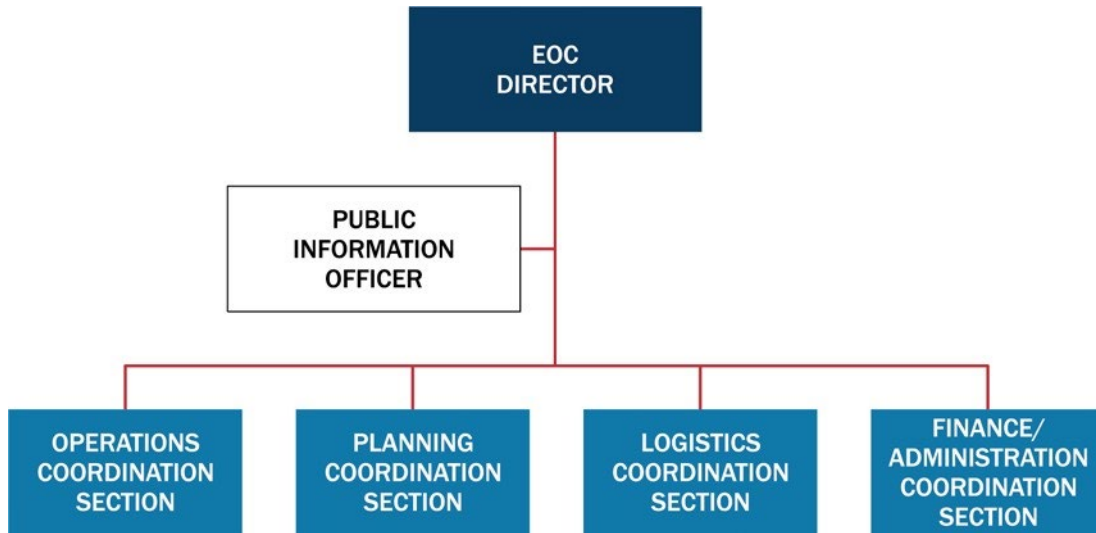 EOC
DIRECTOR
PUBLIC
INFORMATION
OFFICER
OPERATIONS
COORDINATION
SECTION
PLANNING
COORDINATION
SECTION
LOGISTICS
COORDINATION
SECTION
FINANCE/
ADMINISTRATION
COORDINATION
SECTION